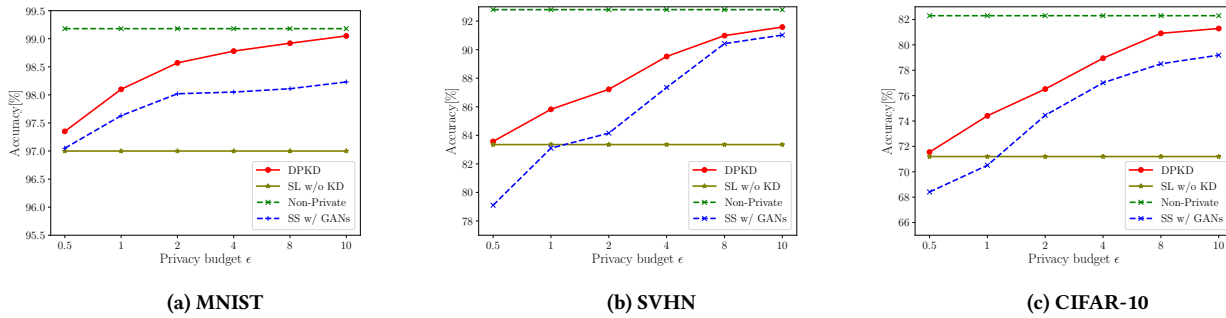 99.5
99.0
98.5
98.0
97.5
97.0
96.5
96.0
95.5
Accuracy[%]
0.5 1 2 4 8 10
Privacy budget ϵ
DPKD
SL w/o KD
Non-Private
SS w/ GANs
(a) MNIST
92
90
88
86
84
82
80
78
Accuracy[%]
0.5 1 2 4 8 10
Privacy budget ϵ
DPKD
SL w/o KD
Non-Private
SS w/ GANs
(b) SVHN
82
80
78
76
74
72
70
68
66
Accuracy[%]
0.5 1 2 4 8 10
Privacy budget ϵ
DPKD
SL w/o KD
Non-Private
SS w/ GANs
(c) CIFAR-10